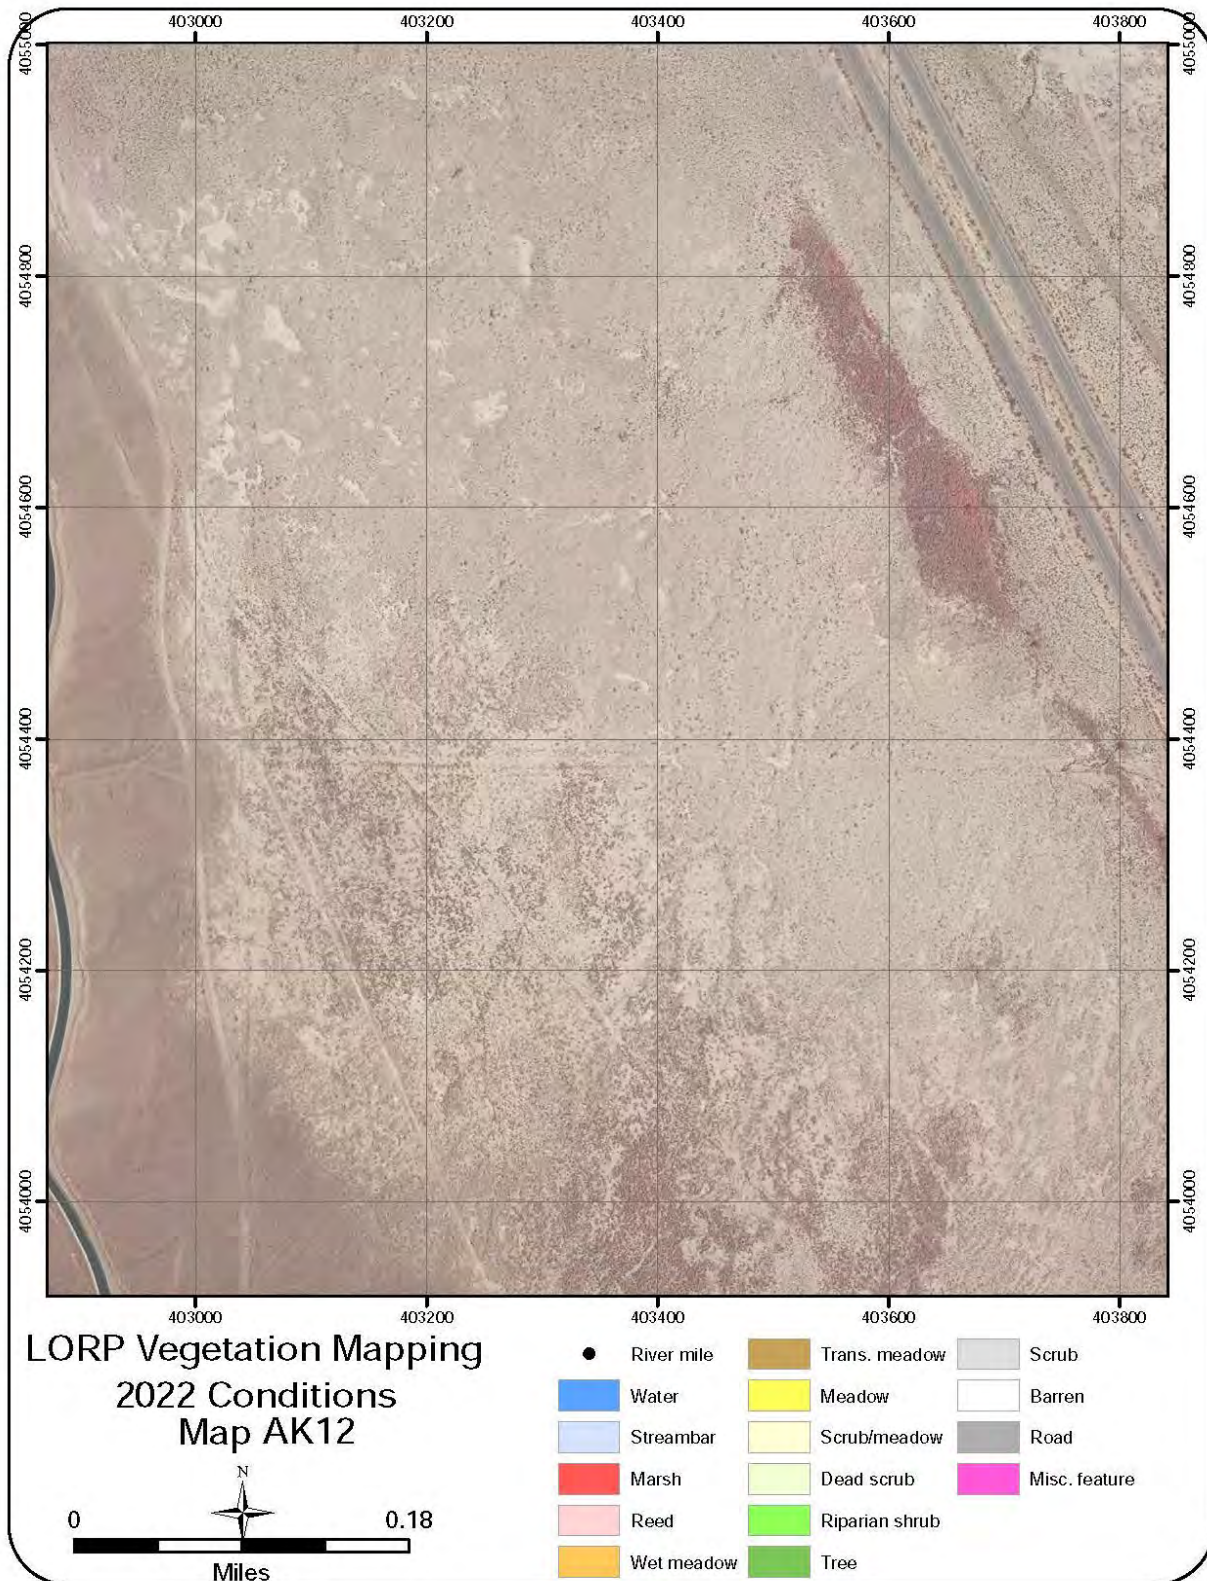 403000 403200 403400 403600 403800
4055000 4055000
4054800 4054800
4054600 4054600
4054400 4054400
4054200 4054200
4054000 4054000
403000 403200 403400 403600 403800
LORP Vegetation Mapping
2022 Conditions
Map AK12
N
0 0.18
Miles
River mile
Water
Streambar
Marsh
Reed
Wet meadow
Trans. meadow
Meadow
Scrub/meadow
Dead scrub
Riparian shrub
Tree
Scrub
Barren
Road
Misc. feature